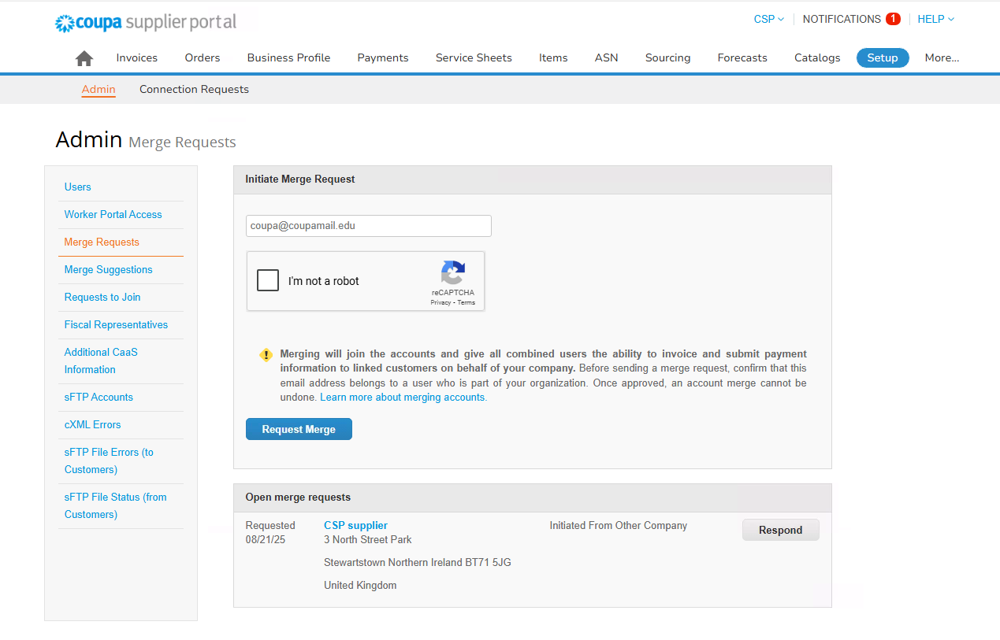 coupa supplier portal
CSP NOTIFICATIONS 1 HELP
Invoices Orders Business Profile Payments Service Sheets Items ASN Sourcing Forecasts Catalogs Setup More...
Admin Connection Requests
Admin Merge Requests
Users
Worker Portal Access
Merge Requests
Merge Suggestions
Requests to Join
Fiscal Representatives
Additional CaaS
Information
sFTP Accounts
cXML Errors
sFTP File Errors (to
Customers)
sFTP File Status (from
Customers)
Initiate Merge Request
coupa@coupamail.edu
I'm not a robot
reCAPTCHA
Privacy - Terms
Merging will join the accounts and give all combined users the ability to invoice and submit payment
information to linked customers on behalf of your company. Before sending a merge request, confirm that this
email address belongs to a user who is part of your organization. Once approved, an account merge cannot be
undone. Learn more about merging accounts.
Request Merge
Open merge requests
Requested CSP supplier Initiated From Other Company Respond
08/21/25 3 North Street Park
Stewartstown Northern Ireland BT71 5JG
United Kingdom